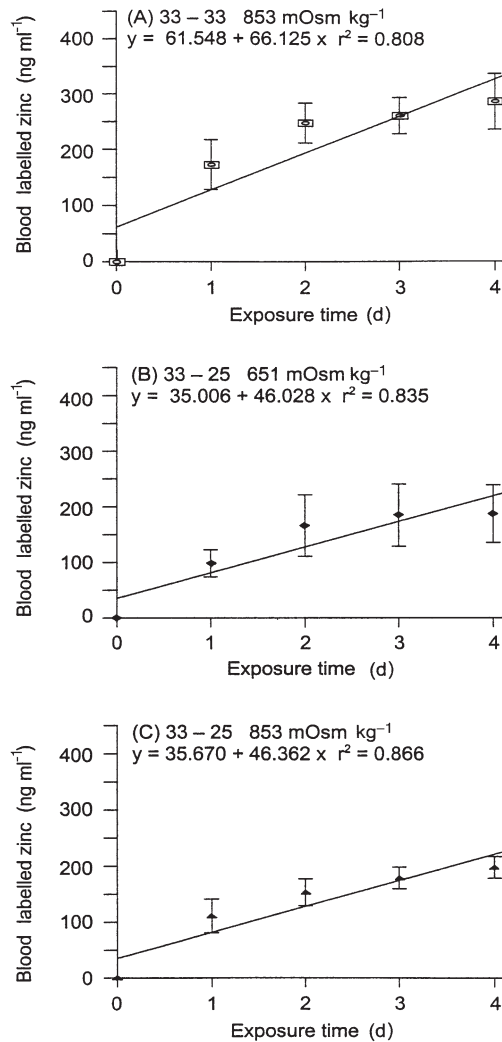 (A) 33 – 33 853 mOsm kg⁻¹
y = 61.548 + 66.125 x r² = 0.808
Blood labelled zinc (ng ml⁻¹)
400
300
200
100
0
0 1 2 3 4
Exposure time (d)
(B) 33 – 25 651 mOsm kg⁻¹
y = 35.006 + 46.028 x r² = 0.835
Blood labelled zinc (ng ml⁻¹)
400
300
200
100
0
0 1 2 3 4
Exposure time (d)
(C) 33 – 25 853 mOsm kg⁻¹
y = 35.670 + 46.362 x r² = 0.866
Blood labelled zinc (ng ml⁻¹)
400
300
200
100
0
0 1 2 3 4
Exposure time (d)